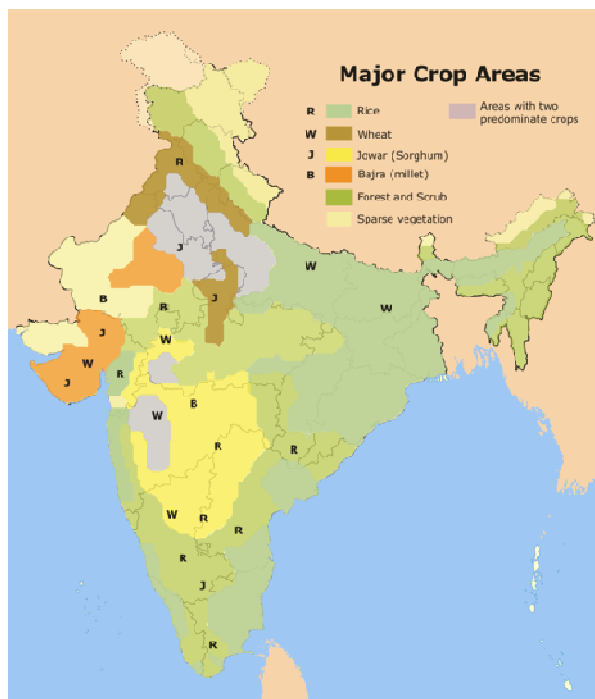 Major Crop Areas
R Rice
Areas with two
predominate crops
W Wheat
J Jowar (Sorghum)
B Bajra (millet)
Forest and Scrub
Sparse vegetation
R
J
W
B
R
J
W
J
W
W
R
J
W
B
R
R
W
R
R
R
J
R